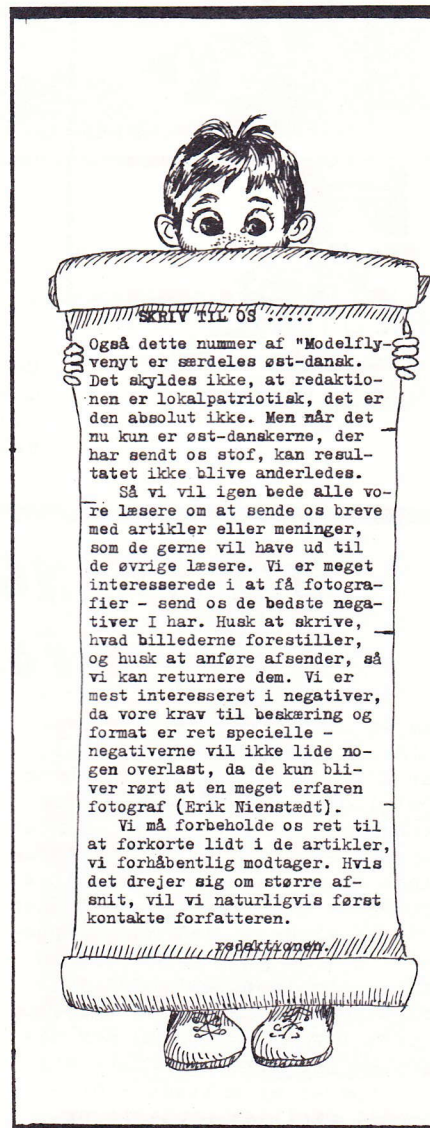 SKRIV TIL OS .....
Også dette nummer af "Modelfly-
venyt er særdeles øst-dansk.
Det skyldes ikke, at redaktio-
nen er lokalpatriotisk, det er
den absolut ikke. Men når det
nu kun er øst-danskerne, der
har sendt os stof, kan resul-
tatet ikke blive anderledes.
Så vi vil igen bede alle vo-
re læsere om at sende os breve
med artikler eller meninger,
som de gerne vil have ud til
de øvrige læsere. Vi er meget
interesserede i at få fotogra-
fier - send os de bedste nega-
tiver I har. Husk at skrive,
hvad billederne forestiller,
og husk at anføre afsender, så
vi kan returnere dem. Vi er
mest interesseret i negativer,
da vore krav til beskæring og
format er ret specielle -
negativerne vil ikke lide no-
gen overlast, da de kun bli-
ver rørt at en meget erfaren
fotograf (Erik Nienstædt).
Vi må forbeholde os ret til
at forkorte lidt i de artikler,
vi forhåbentlig modtager. Hvis
det drejer sig om større af-
snit, vil vi naturligvis først
kontakte forfatteren.
redaktionen.